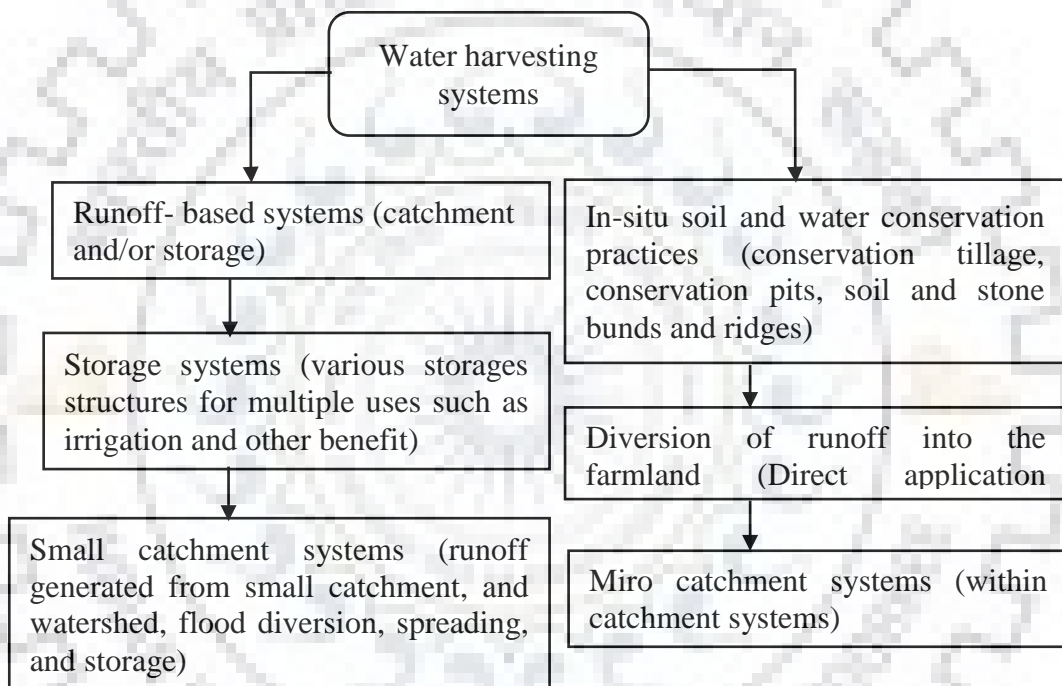 Water harvesting
systems
Runoff- based systems (catchment
and/or storage)
Storage systems (various storages
structures for multiple uses such as
irrigation and other benefit)
Small catchment systems (runoff
generated from small catchment, and
watershed, flood diversion, spreading,
and storage)
In-situ soil and water conservation
practices (conservation tillage,
conservation pits, soil and stone
bunds and ridges)
Diversion of runoff into the
farmland (Direct application
Miro catchment systems (within
catchment systems)